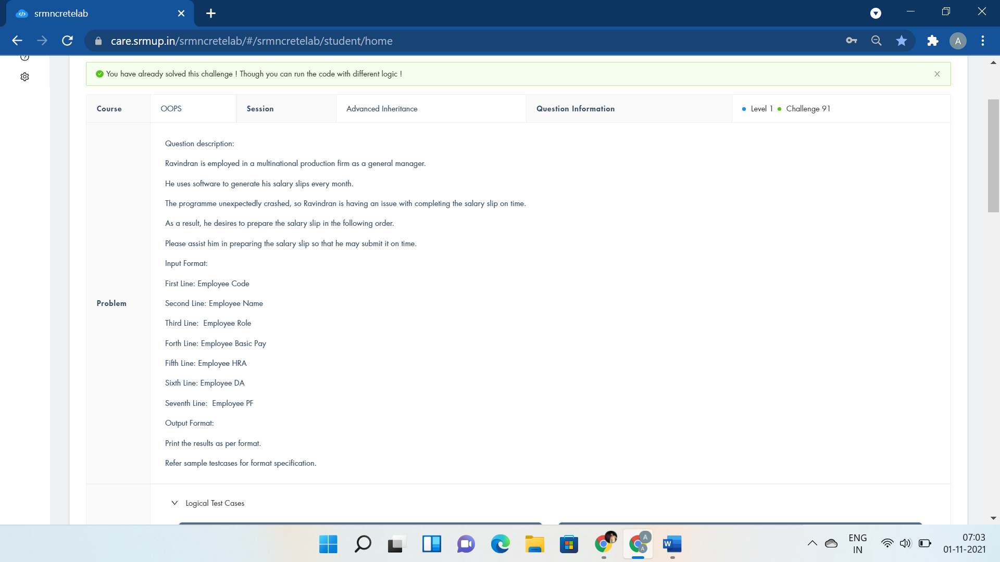 srmncretelab
care.srmup.in/srmncretelab/#/srmncretelab/student/home
A
You have already solved this challenge ! Though you can run the code with different logic !
Course
OOPS
Session
Advanced Inheritance
Question Information
Level 1
Challenge 91
Problem
Question description:
Ravindran is employed in a multinational production firm as a general manager.
He uses software to generate his salary slips every month.
The programme unexpectedly crashed, so Ravindran is having an issue with completing the salary slip on time.
As a result, he desires to prepare the salary slip in the following order.
Please assist him in preparing the salary slip so that he may submit it on time.
Input Format:
First Line: Employee Code
Second Line: Employee Name
Third Line:  Employee Role
Forth Line: Employee Basic Pay
Fifth Line: Employee HRA
Sixth Line: Employee DA
Seventh Line:  Employee PF
Output Format:
Print the results as per format.
Refer sample testcases for format specification.
Logical Test Cases
A
A
W
ENG
IN
07:03
01-11-2021